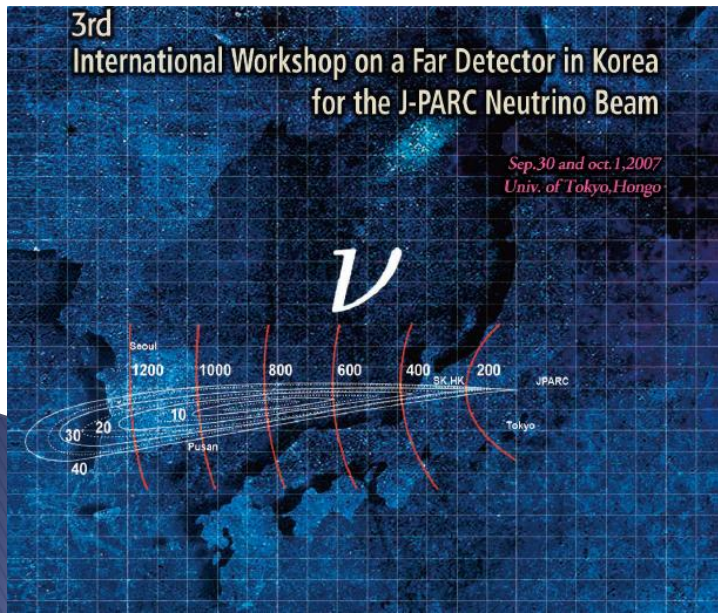 3rd
International Workshop on a Far Detector in Korea
for the J-PARC Neutrino Beam
Sep.30 and oct.1,2007
Univ. of Tokyo,Hongo
ν
Seoul
1200 1000 800 600 400 200
SK HK JPARC
10
20
30
Tokyo
Pusan
40